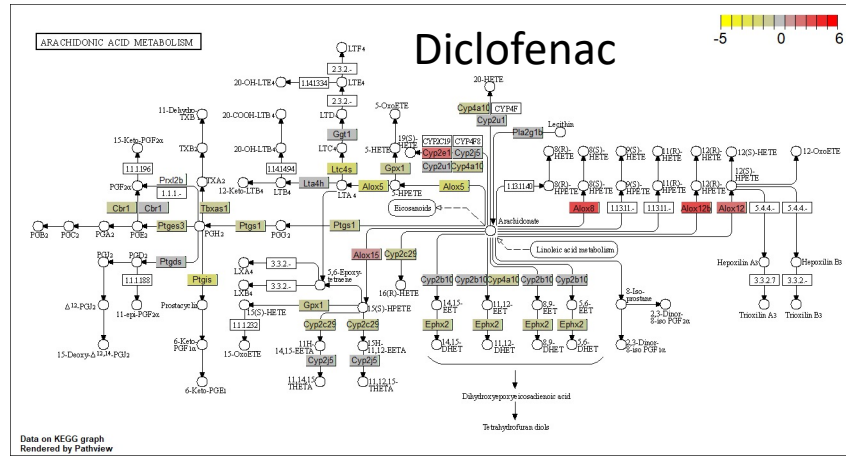 Diclofenac
-5 0 6
ARACHIDONIC ACID METABOLISM
LTF4
2.3.2.-
20-OH-LTE4
1.14.13.34
LTE4
2.3.2.-
11-Dehydro-TXB2
20-COOH-LTB4
LTD4
5-OxoETE
20-HETE
Cyp4a10
CYP4F
Cyp2u1
Pla2g1b
Lecithin
15-Keto-PGF2α
TXB2
20-OH-LTB4
Ggt1
5-HETE
19(S)-HETE
CYP2C19
CYP4F8
Cyp2e1
Cyp2j5
Cyp2u1
Cyp4a10
1.1.1.196
Prxl2b
TXA2
1.14.14.94
LTC4
Ltc4s
Gpx1
8(R)-HETE
8(S)-HETE
9(S)-HETE
11(R)-HETE
12(R)-HETE
12(S)-HETE
12-OxoETE
PGF2α
1.1.1.-
12-Keto-LTB4
LTB4
Lta4h
LTA4
Alox5
5-HPETE
Alox5
1.13.11.40
8(R)-HPETE
8(S)-HPETE
9(S)-HPETE
11(R)-HPETE
12(R)-HPETE
12(S)-HPETE
Cbr1
Cbr1
Tbxas1
Eicosanoids
Arachidonate
Alox8
1.13.11.-
1.13.11.-
Alox12b
Alox12
5.4.4.-
5.4.4.-
PGB2
PGC2
PGA2
PGE2
Ptges3
PGH2
Ptgs1
PGG2
Ptgs1
Linoleic acid metabolism
PGJ2
PGD2
Ptgds
Alox15
Cyp2c29
Hepoxilin A3
Hepoxilin B3
1.1.1.188
Ptgis
LXA4
3.3.2.-
5,6-Epoxy-tetraene
16(R)-HETE
Cyp2b10
Cyp2b10
Cyp4a10
Cyp2b10
Cyp2b10
3.3.2.7
3.3.2.-
LXB4
3.3.2.-
8-Iso-prostane
Δ12-PGJ2
11-epi-PGF2α
Prostacyclin
15(S)-HETE
Gpx1
15(S)-HPETE
14,15-EET
11,12-EET
8,9-EET
5,6-EET
2,3-Dinor-8-iso PGF2α
Trioxilin A3
Trioxilin B3
1.1.1.232
Cyp2c29
Cyp2c29
Ephx2
Ephx2
Ephx2
Ephx2
15-Deoxy-Δ12,14-PGJ2
6-Keto-PGF1α
15-OxoETE
11H-14,15-EETA
15H-11,12-EETA
14,15-DHET
11,12-DHET
8,9-DHET
5,6-DHET
2,3-Dinor-8-iso PGF1α
Cyp2j5
Cyp2j5
6-Keto-PGE1
11,14,15-THETA
11,12,15-THETA
Dihydroxyepoxyeicosadienoic acid
Tetrahydrofuran diols
Data on KEGG graph
Rendered by Pathview